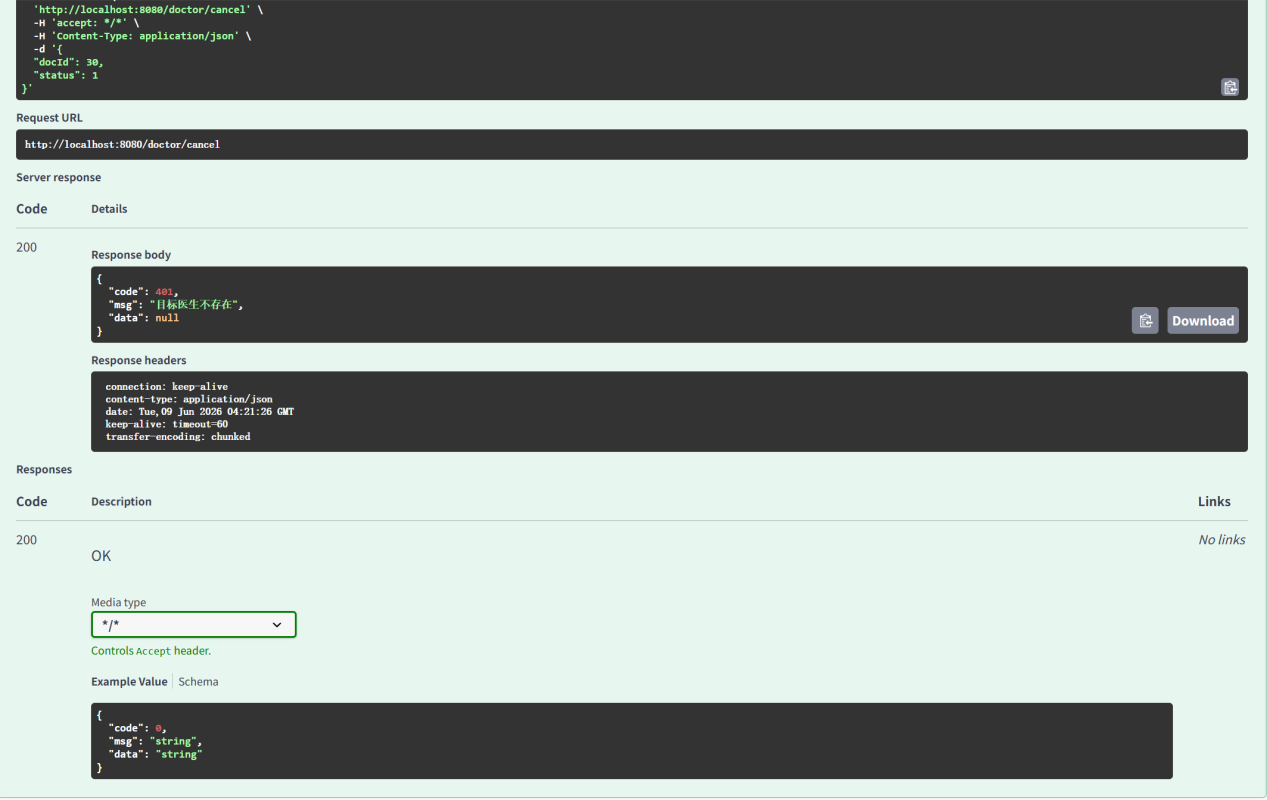 'http://localhost:8080/doctor/cancel' \
-H 'accept: */*' \
-H 'Content-Type: application/json' \
-d '{
"docId": 30,
"status": 1
}'
Request URL
http://localhost:8080/doctor/cancel
Server response
Code Details
200
Response body
{
"code": 401,
"msg": "目标医生不存在",
"data": null
}
Download
Response headers
connection: keep-alive
content-type: application/json
date: Tue,09 Jun 2026 04:21:26 GMT
keep-alive: timeout=60
transfer-encoding: chunked
Responses
Code Description Links
200 No links
OK
Media type
*/*
Controls Accept header.
Example Value Schema
{
"code": 0,
"msg": "string",
"data": "string"
}